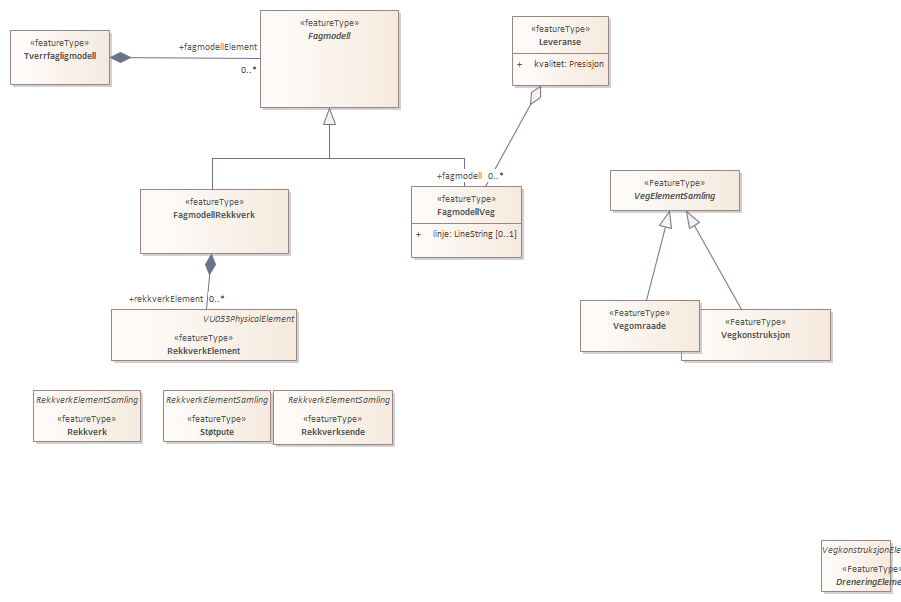 «featureType»
Tverrfagligmodell
+fagmodellElement
0..*
«featureType»
Fagmodell
«featureType»
Leveranse
+ kvalitet: Presisjon
+fagmodell 0..*
«featureType»
FagmodellRekkverk
«featureType»
FagmodellVeg
+ linje: LineString [0..1]
«FeatureType»
VegElementSamling
+rekkverkElement 0..*
VU053PhysicalElement
«featureType»
RekkverkElement
«FeatureType»
Vegomraade
«FeatureType»
Vegkonstruksjon
RekkverkElementSamling
«featureType»
Rekkverk
RekkverkElementSamling
«featureType»
Støtpute
RekkverkElementSamling
«featureType»
Rekkverksende
VegkonstruksjonEle
«FeatureType»
DreneringEleme